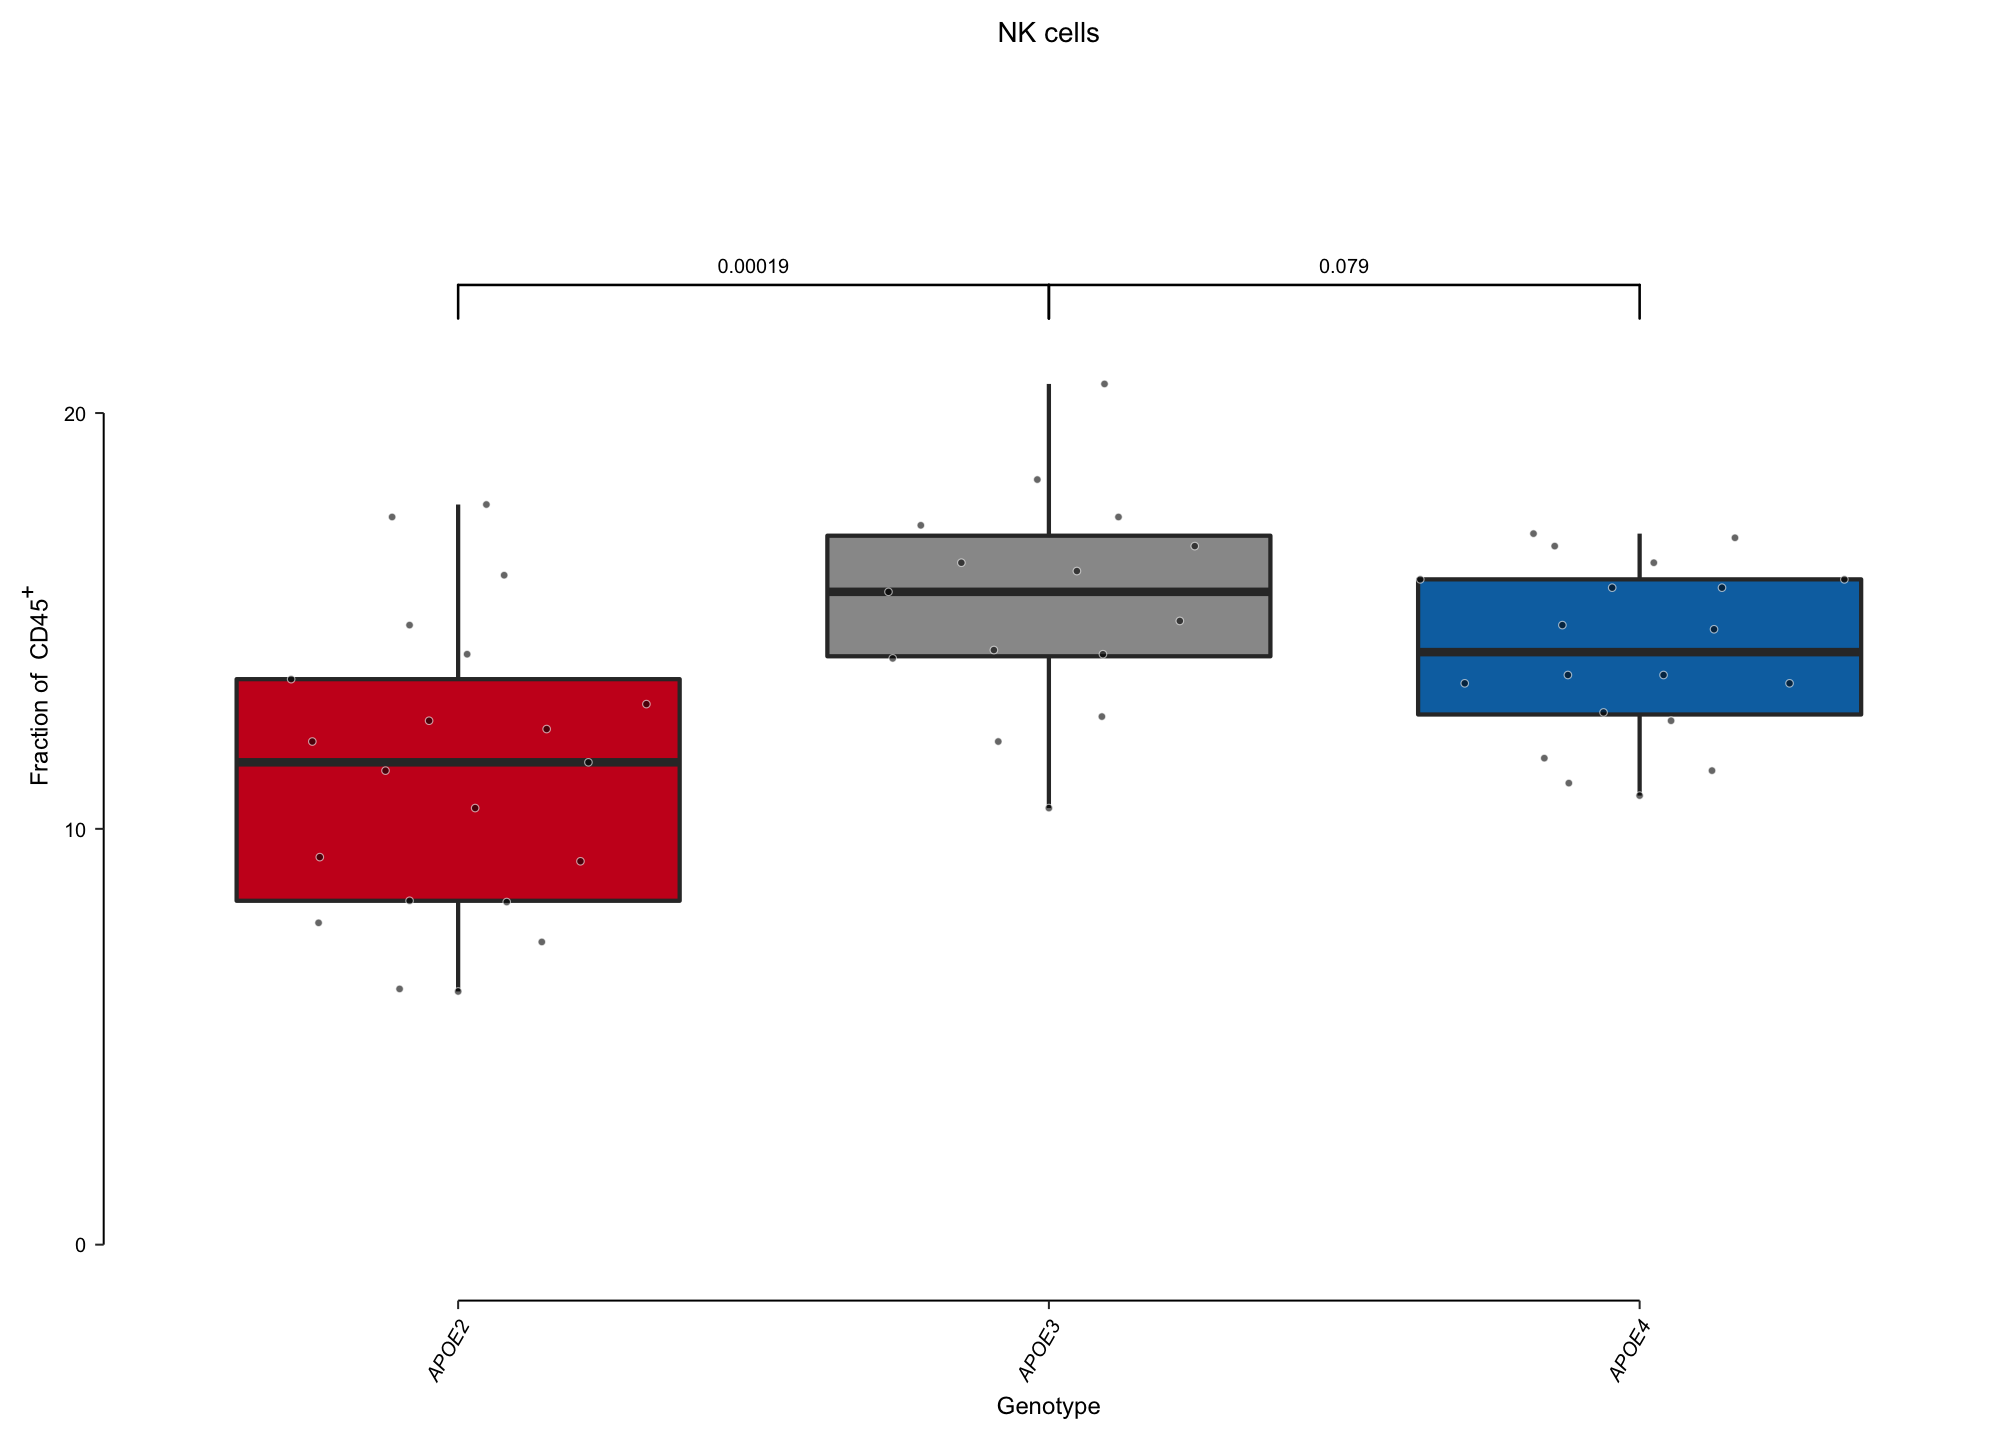 NK cells
0.00019
0.079
20
10
0
Fraction of CD45⁺
APOE2
APOE3
APOE4
Genotype